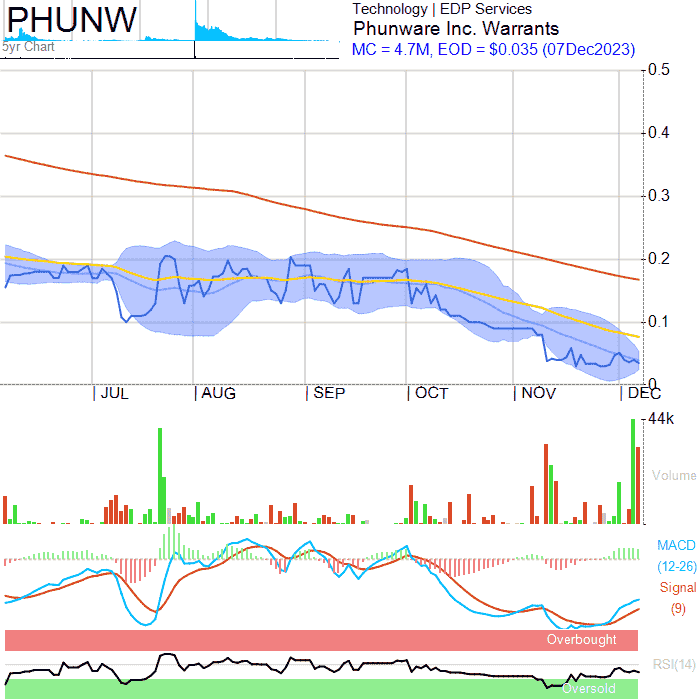 PHUNW
5yr Chart
Technology | EDP Services
Phunware Inc. Warrants
MC = 4.7M, EOD = $0.035 (07Dec2023)
0.5
0.4
0.3
0.2
0.1
0
JUL AUG SEP OCT NOV DEC
44k
Volume
MACD
(12-26)
Signal
(9)
Overbought
RSI(14)
Oversold